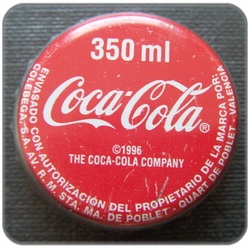 350 ml
Coca-Cola®
©1996
THE COCA-COLA COMPANY
ENVASADO CON AUTORIZACIÓN DEL PROPIETARIO DE LA MARCA POR:
COLEBEGA-S.A. AV. R. M. STA. MA. DE POBLET - QUART DE POBLET - VALENCIA